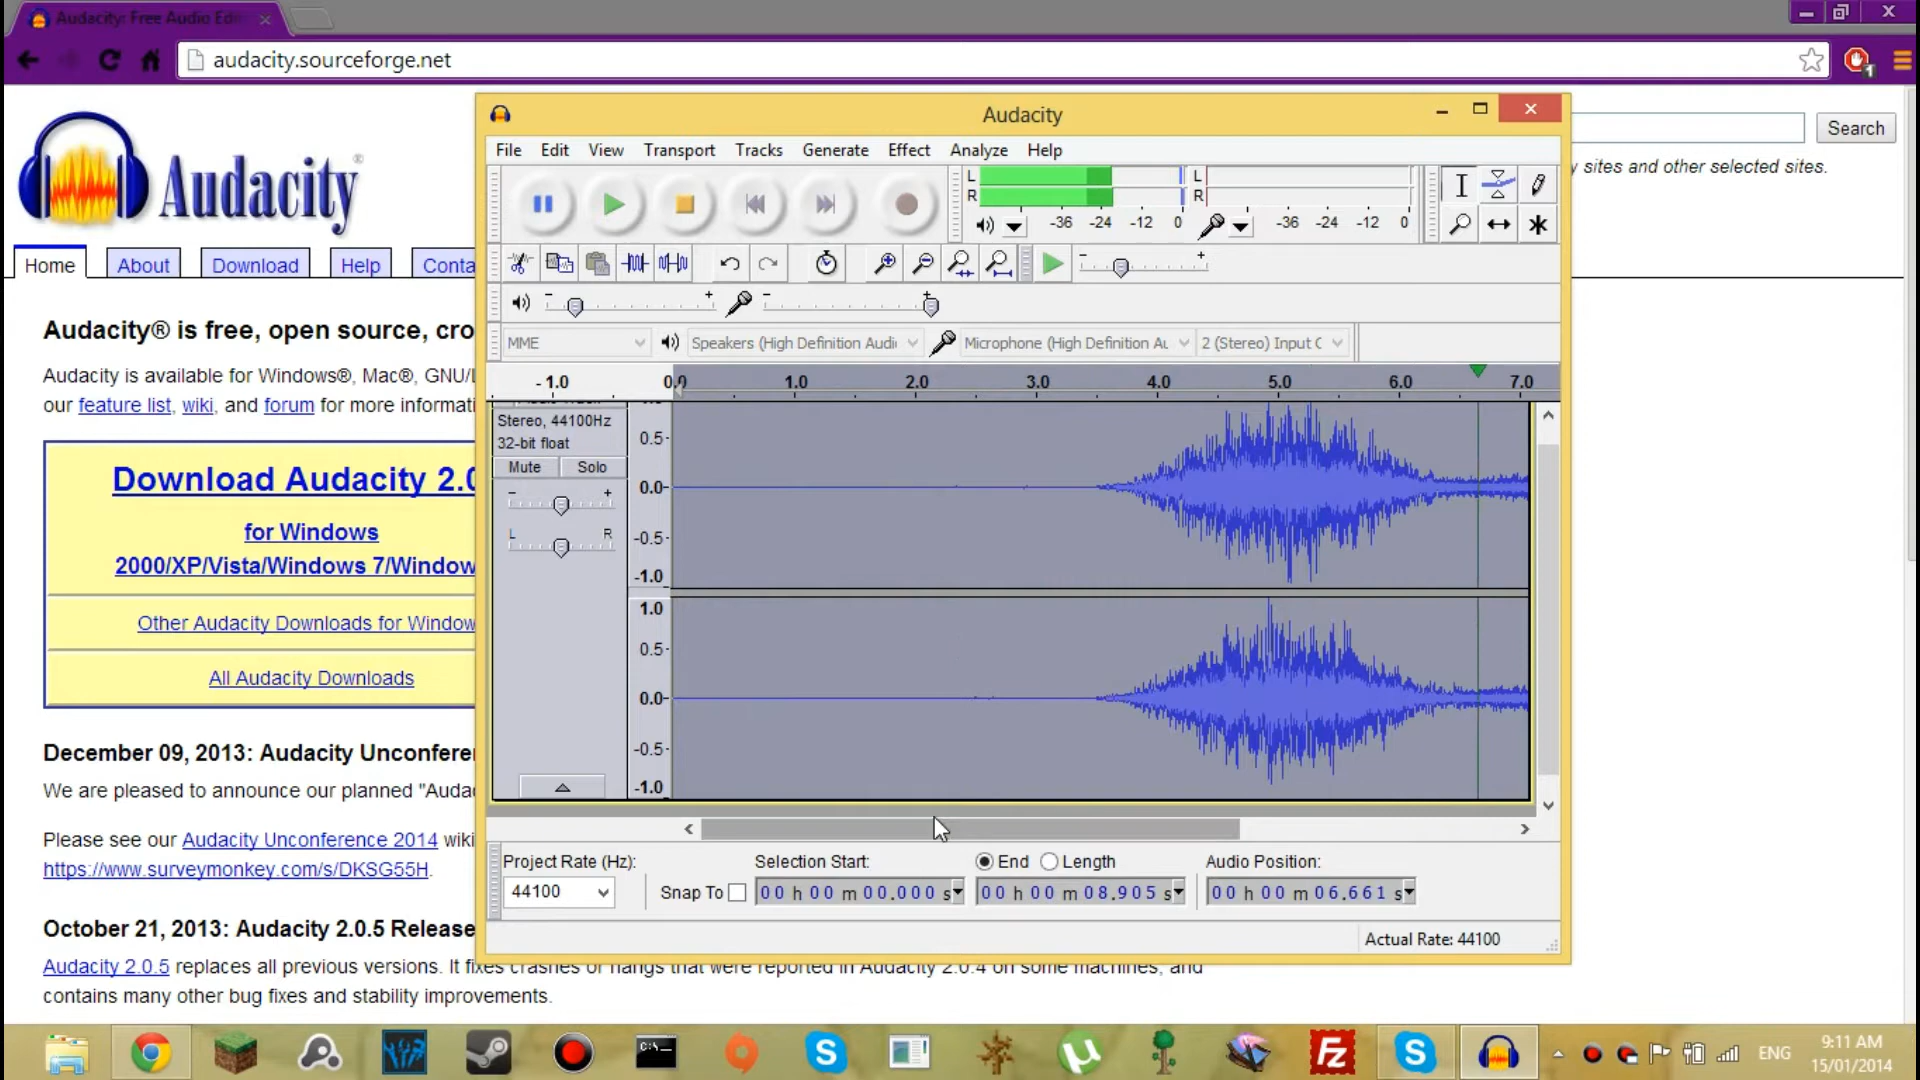 Audacity: Free Audio Edi
audacity.sourceforge.net
1
Audacity®
Search
y sites and other selected sites.
Home
About
Download
Help
Conta
Audacity® is free, open source, cro
Audacity is available for Windows®, Mac®, GNU/L
our feature list, wiki, and forum for more informati
Download Audacity 2.0
for Windows
2000/XP/Vista/Windows 7/Window
Other Audacity Downloads for Window
All Audacity Downloads
December 09, 2013: Audacity Unconfere
We are pleased to announce our planned "Auda
Please see our Audacity Unconference 2014 wiki
https://www.surveymonkey.com/s/DKSG55H.
October 21, 2013: Audacity 2.0.5 Release
Audacity 2.0.5 replaces all previous versions. It fixes crashes or hangs that were reported in Audacity 2.0.4 on some machines, and
contains many other bug fixes and stability improvements.
Audacity
File Edit View Transport Tracks Generate Effect Analyze Help
L
R
-36 -24 -12 0
L
R
-36 -24 -12 0
MME
Speakers (High Definition Audi
Microphone (High Definition Au
2 (Stereo) Input C
- 1.0 0.0 1.0 2.0 3.0 4.0 5.0 6.0 7.0
Stereo, 44100Hz
32-bit float
Mute Solo
- +
L R
0.5
0.0
-0.5
-1.0
1.0
0.5
0.0
-0.5
-1.0
Project Rate (Hz):
44100
Snap To
Selection Start:
00 h 00 m 00.000 s
End Length
00 h 00 m 08.905 s
Audio Position:
00 h 00 m 06.661 s
Actual Rate: 44100
C:\
S
Fz
S
ENG
9:11 AM
15/01/2014